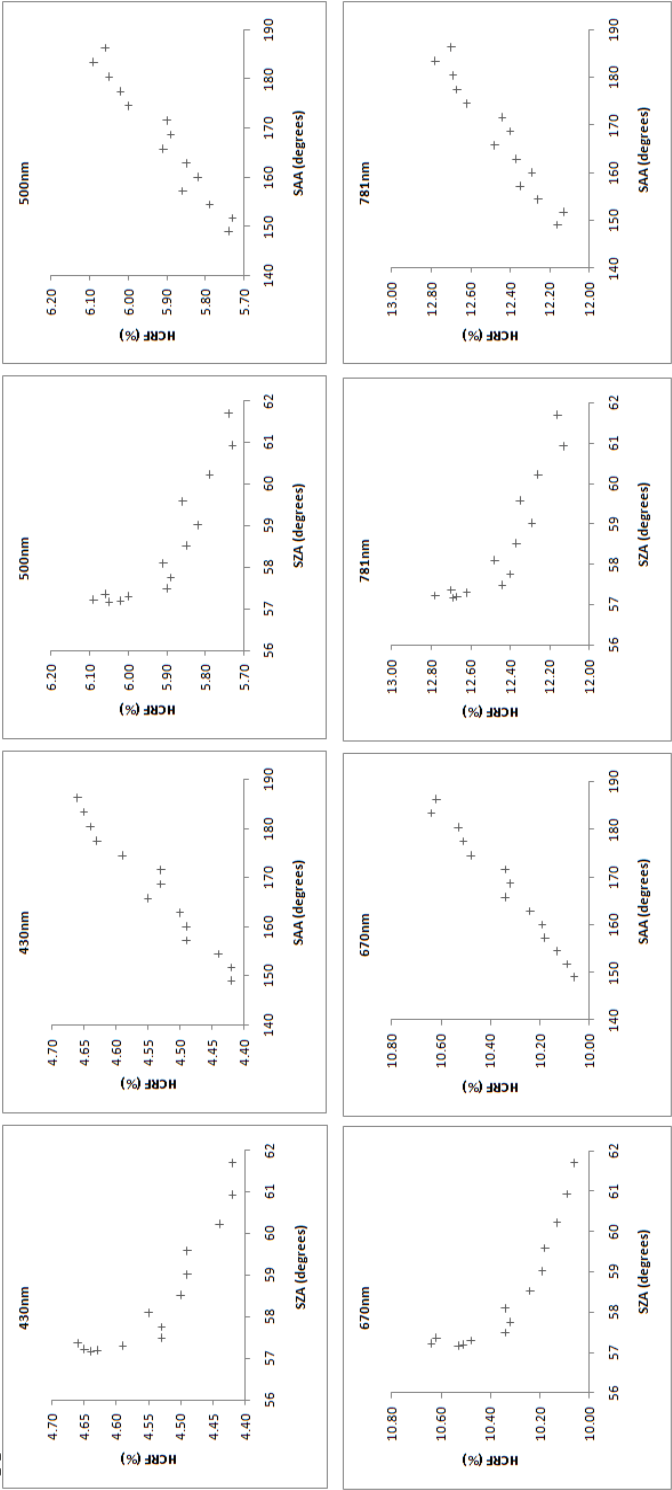 430nm
HCRF (%)
4.70
4.65
4.60
4.55
4.50
4.45
4.40
56 57 58 59 60 61 62
SZA (degrees)
430nm
HCRF (%)
4.70
4.65
4.60
4.55
4.50
4.45
4.40
140 150 160 170 180 190
SAA (degrees)
500nm
HCRF (%)
6.20
6.10
6.00
5.90
5.80
5.70
56 57 58 59 60 61 62
SZA (degrees)
500nm
HCRF (%)
6.20
6.10
6.00
5.90
5.80
5.70
140 150 160 170 180 190
SAA (degrees)
670nm
HCRF (%)
10.80
10.60
10.40
10.20
10.00
56 57 58 59 60 61 62
SZA (degrees)
670nm
HCRF (%)
10.80
10.60
10.40
10.20
10.00
140 150 160 170 180 190
SAA (degrees)
781nm
HCRF (%)
13.00
12.80
12.60
12.40
12.20
12.00
56 57 58 59 60 61 62
SZA (degrees)
781nm
HCRF (%)
13.00
12.80
12.60
12.40
12.20
12.00
140 150 160 170 180 190
SAA (degrees)